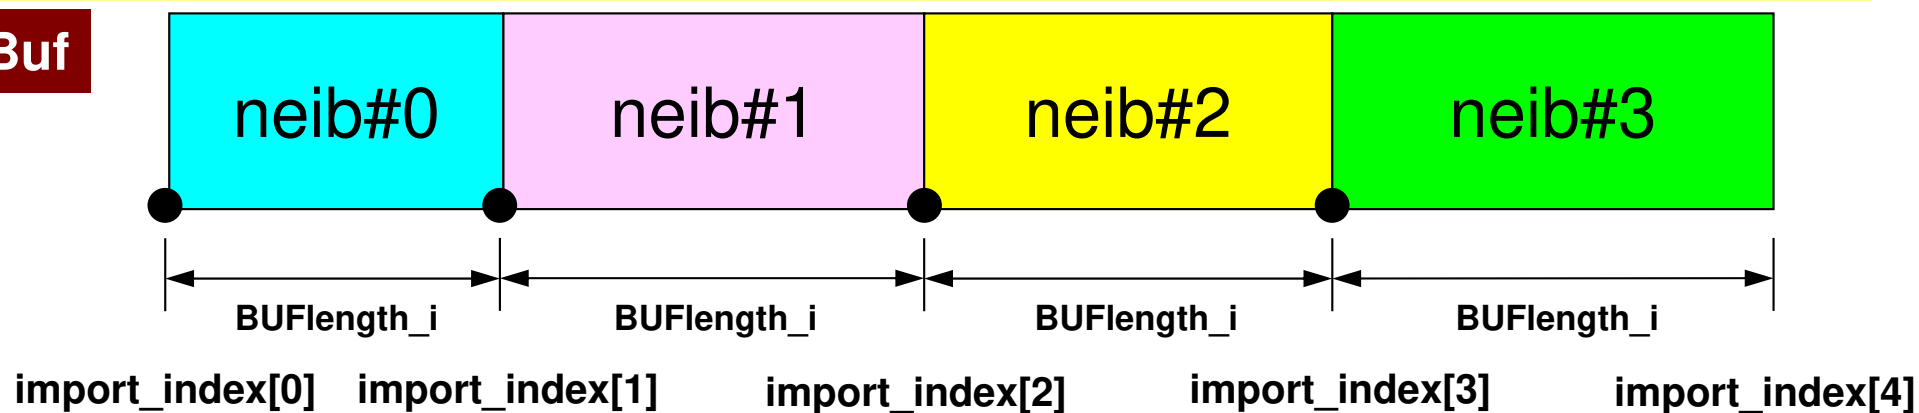 Buf
neib#0 neib#1 neib#2 neib#3
BUFlength_i BUFlength_i BUFlength_i BUFlength_i
import_index[0] import_index[1] import_index[2] import_index[3] import_index[4]